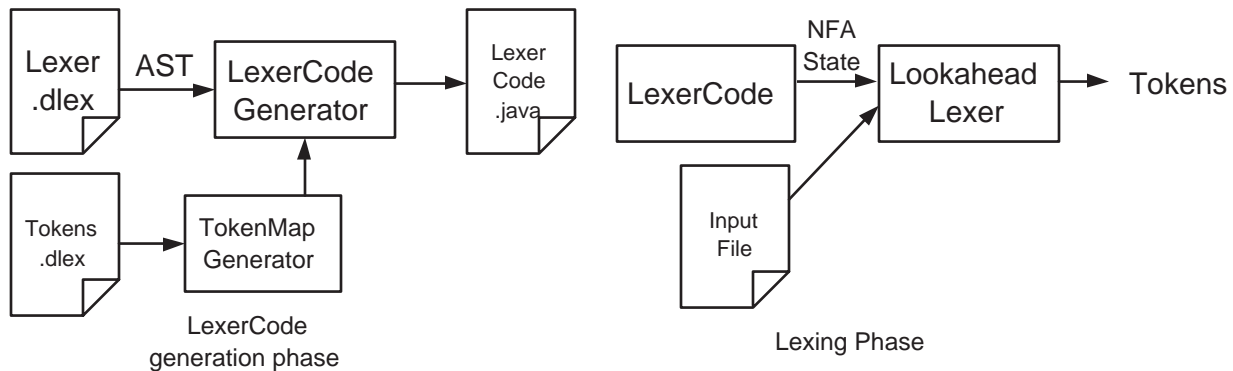 Lexer
.dlex
AST
LexerCode
Generator
Lexer
Code
.java
Tokens
.dlex
TokenMap
Generator
LexerCode
generation phase
LexerCode
NFA
State
Lookahead
Lexer
Tokens
Input
File
Lexing Phase